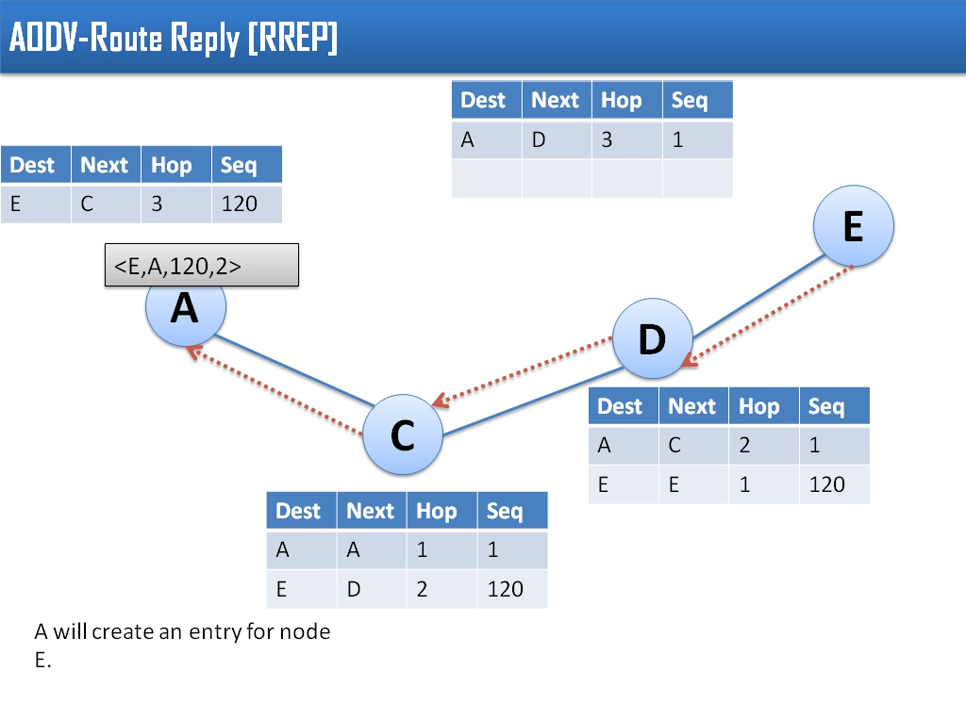 AODV-Route Reply [RREP]
Dest Next Hop Seq
A D 3 1
Dest Next Hop Seq
E C 3 120
<E,A,120,2>
A
E
D
C
Dest Next Hop Seq
A C 2 1
E E 1 120
Dest Next Hop Seq
A A 1 1
E D 2 120
A will create an entry for node
E.